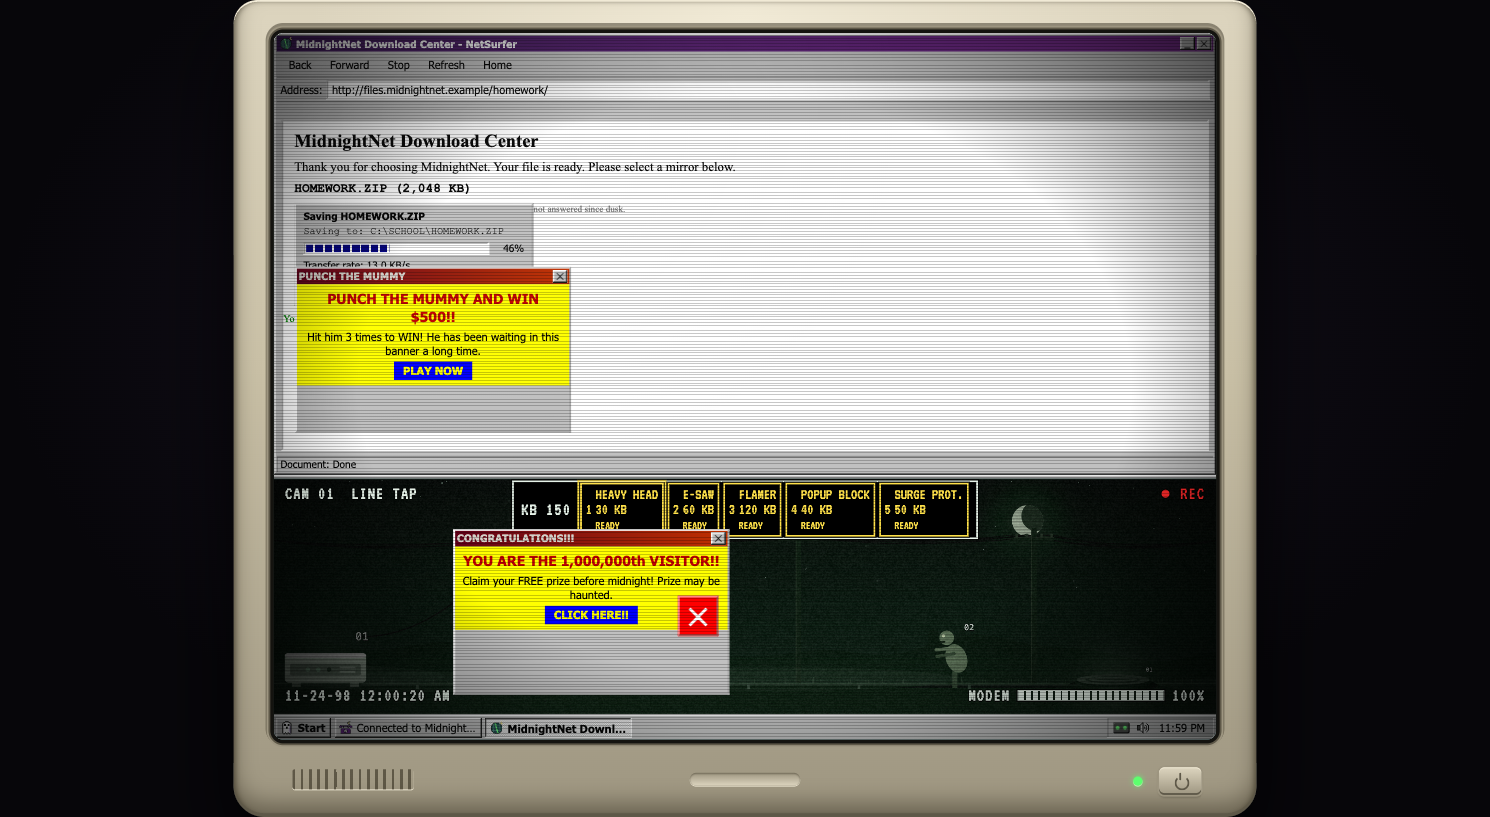 MidnightNet Download Center - NetSurfer
Back Forward Stop Refresh Home
Address: http://files.midnightnet.example/homework/
MidnightNet Download Center
Thank you for choosing MidnightNet. Your file is ready. Please select a mirror below.
HOMEWORK.ZIP (2,048 KB)
not answered since dusk.
Saving HOMEWORK.ZIP
Saving to: C:\SCHOOL\HOMEWORK.ZIP
46%
Transfer rate: 13.0 KB/s
PUNCH THE MUMMY
PUNCH THE MUMMY AND WIN
$500!!
Yo
Hit him 3 times to WIN! He has been waiting in this
banner a long time.
PLAY NOW
Document: Done
CAM 01 LINE TAP
KB 150
HEAVY HEAD
1 30 KB
READY
E-SAW
2 60 KB
READY
FLAMER
3 120 KB
READY
POPUP BLOCK
4 40 KB
READY
SURGE PROT.
5 50 KB
READY
REC
CONGRATULATIONS!!!
YOU ARE THE 1,000,000th VISITOR!!
Claim your FREE prize before midnight! Prize may be
haunted.
CLICK HERE!!
01
02
11-24-98 12:00:20 AM
MODEM 100%
Start Connected to Midnight... MidnightNet Downl... 11:59 PM